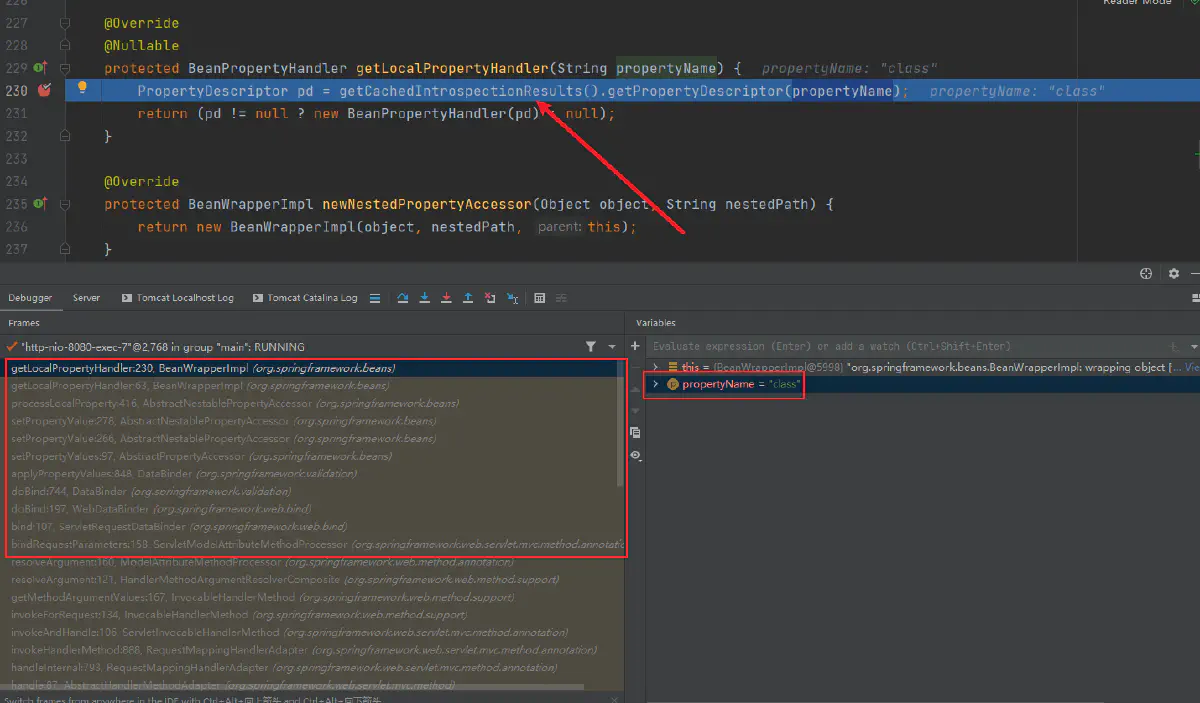 226
Reader Mode
227 @Override
228 @Nullable
229 protected BeanPropertyHandler getLocalPropertyHandler(String propertyName) { propertyName: "class"
230 PropertyDescriptor pd = getCachedIntrospectionResults().getPropertyDescriptor(propertyName); propertyName: "class"
231 return (pd != null ? new BeanPropertyHandler(pd) : null);
232 }
233
234 @Override
235 protected BeanWrapperImpl newNestedPropertyAccessor(Object object, String nestedPath) {
236 return new BeanWrapperImpl(object, nestedPath, parent: this);
237 }
Debugger Server Tomcat Localhost Log Tomcat Catalina Log
Frames
"http-nio-8080-exec-7"@2,768 in group "main": RUNNING
getLocalPropertyHandler:230, BeanWrapperImpl (org.springframework.beans)
getLocalPropertyHandler:63, BeanWrapperImpl (org.springframework.beans)
processLocalProperty:416, AbstractNestablePropertyAccessor (org.springframework.beans)
setPropertyValue:278, AbstractNestablePropertyAccessor (org.springframework.beans)
setPropertyValue:266, AbstractNestablePropertyAccessor (org.springframework.beans)
setPropertyValues:97, AbstractPropertyAccessor (org.springframework.beans)
applyPropertyValues:848, DataBinder (org.springframework.validation)
doBind:744, DataBinder (org.springframework.validation)
doBind:197, WebDataBinder (org.springframework.web.bind)
bind:107, ServletRequestDataBinder (org.springframework.web.bind)
bindRequestParameters:158, ServletModelAttributeMethodProcessor (org.springframework.web.servlet.mvc.method.annotatio
resolveArgument:160, ModelAttributeMethodProcessor (org.springframework.web.method.annotation)
resolveArgument:121, HandlerMethodArgumentResolverComposite (org.springframework.web.method.support)
getMethodArgumentValues:167, InvocableHandlerMethod (org.springframework.web.method.support)
invokeForRequest:134, InvocableHandlerMethod (org.springframework.web.method.support)
invokeAndHandle:106, ServletInvocableHandlerMethod (org.springframework.web.servlet.mvc.method.annotation)
invokeHandlerMethod:888, RequestMappingHandlerAdapter (org.springframework.web.servlet.mvc.method.annotation)
handleInternal:793, RequestMappingHandlerAdapter (org.springframework.web.servlet.mvc.method.annotation)
handle:87, AbstractHandlerMethodAdapter (org.springframework.web.servlet.mvc.method)
Switch frames from anywhere in the IDE with Ctrl+Alt+向上箭头 and Ctrl+Alt+向下箭头
Variables
Evaluate expression (Enter) or add a watch (Ctrl+Shift+Enter)
this = {BeanWrapperImpl@5998} "org.springframework.beans.BeanWrapperImpl: wrapping object [... Vie
propertyName = "class"